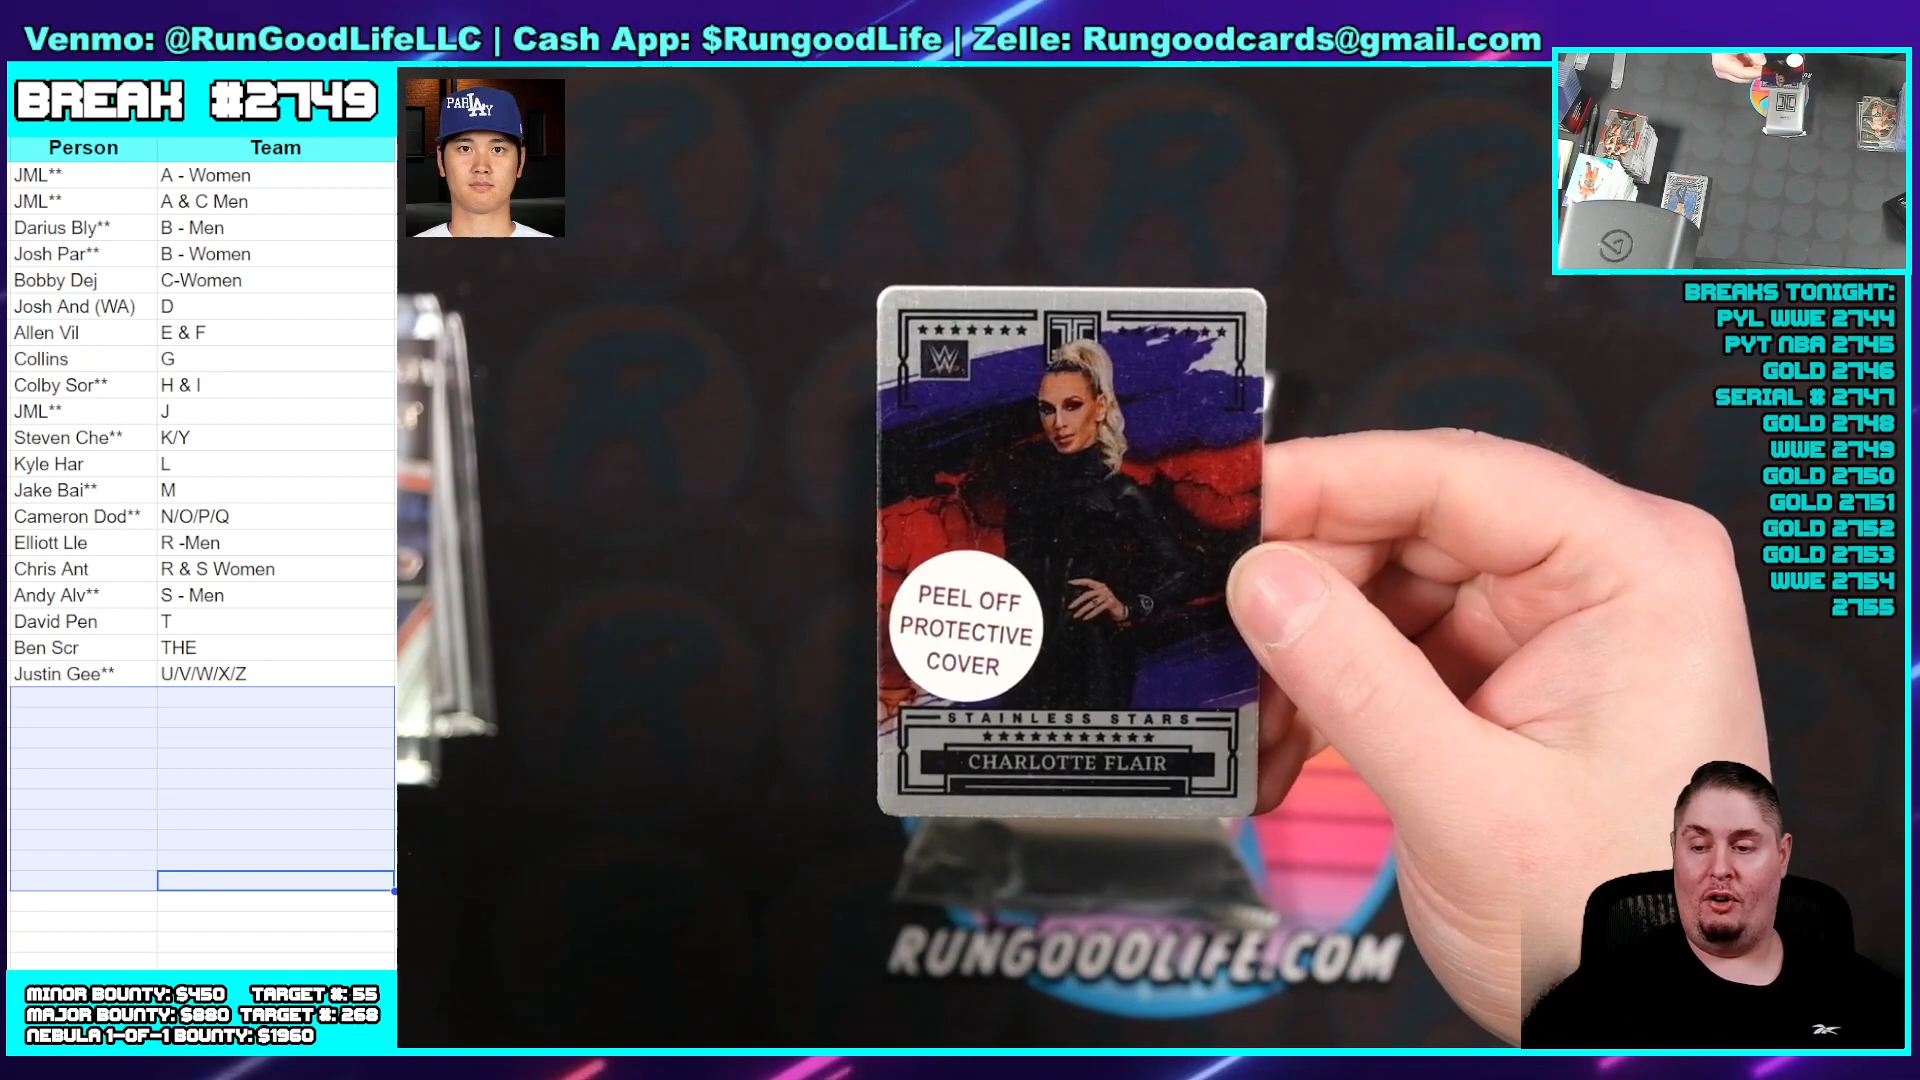 Venmo: @RunGoodLifeLLC | Cash App: $RungoodLife | Zelle: Rungoodcards@gmail.com
BREAK #2749
Person Team
JML** A - Women
JML** A & C Men
Darius Bly** B - Men
Josh Par** B - Women
Bobby Dej C-Women
Josh And (WA) D
Allen Vil E & F
Collins G
Colby Sor** H & I
JML** J
Steven Che** K/Y
Kyle Har L
Jake Bai** M
Cameron Dod** N/O/P/Q
Elliott Lle R -Men
Chris Ant R & S Women
Andy Alv** S - Men
David Pen T
Ben Scr THE
Justin Gee** U/V/W/X/Z
MINOR BOUNTY: $450 TARGET #: 55
MAJOR BOUNTY: $880 TARGET #: 268
NEBULA 1-OF-1 BOUNTY: $1960
PARLAY
LA
W
PEEL OFF
PROTECTIVE
COVER
STAINLESS STARS
CHARLOTTE FLAIR
RUNGOODLIFE.COM
BREAKS TONIGHT:
PYL WWE 2744
PYT NBA 2745
GOLD 2746
SERIAL # 2747
GOLD 2748
WWE 2749
GOLD 2750
GOLD 2751
GOLD 2752
GOLD 2753
WWE 2754
2755